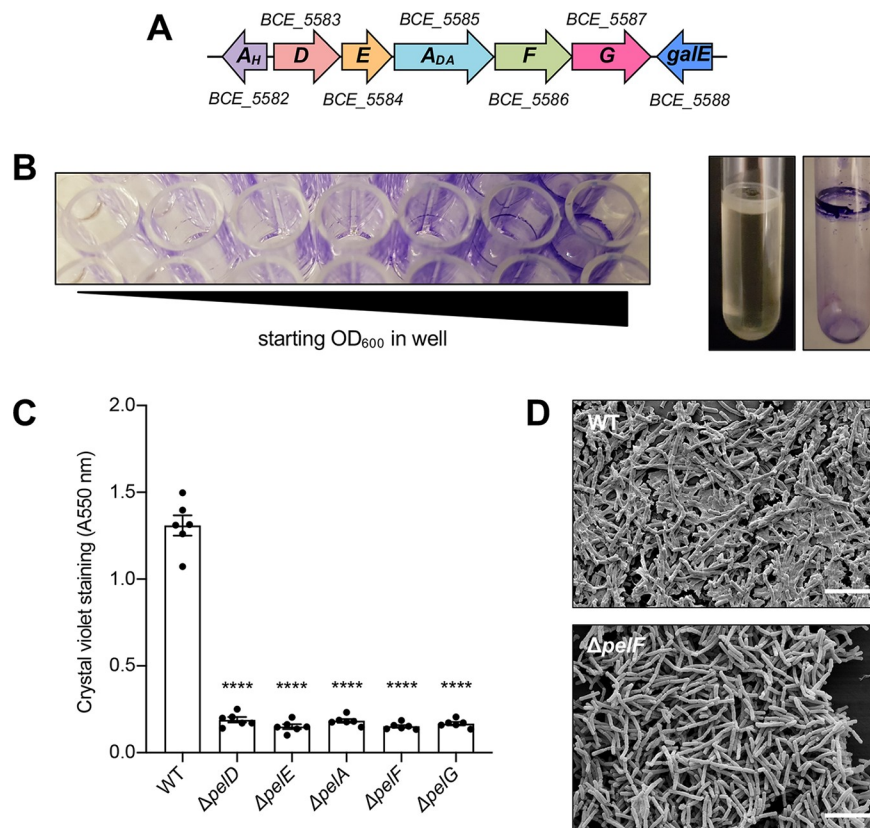 A
BCE_5583 BCE_5585 BCE_5587
A_H D E A_DA F G galE
BCE_5582 BCE_5584 BCE_5586 BCE_5588
B
starting OD₆₀₀ in well
C
Crystal violet staining (A550 nm)
2.0
1.5
1.0
0.5
0.0
**** **** **** **** ****
WT ΔpelD ΔpelE ΔpelA ΔpelF ΔpelG
D
WT
ΔpelF